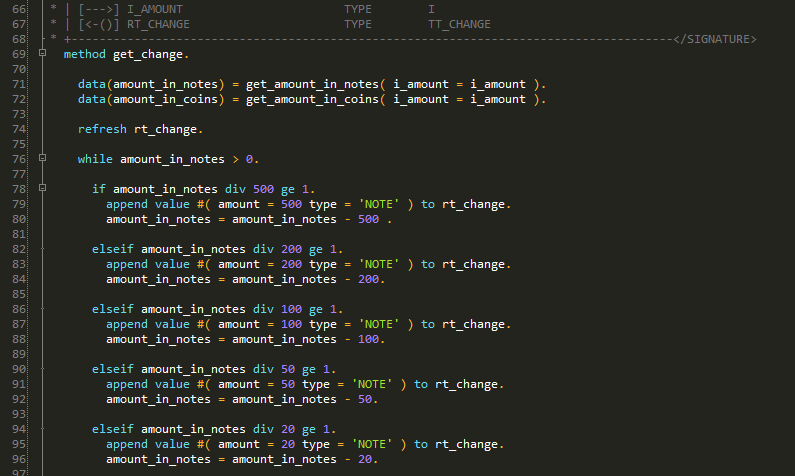 66 * | [--->] I_AMOUNT TYPE I
67 * | [<-()] RT_CHANGE TYPE TT_CHANGE
68 * +--------------------------------------------------------------------------------------</SIGNATURE>
69 method get_change.
70
71 data(amount_in_notes) = get_amount_in_notes( i_amount = i_amount ).
72 data(amount_in_coins) = get_amount_in_coins( i_amount = i_amount ).
73
74 refresh rt_change.
75
76 while amount_in_notes > 0.
77
78 if amount_in_notes div 500 ge 1.
79 append value #( amount = 500 type = 'NOTE' ) to rt_change.
80 amount_in_notes = amount_in_notes - 500 .
81
82 elseif amount_in_notes div 200 ge 1.
83 append value #( amount = 200 type = 'NOTE' ) to rt_change.
84 amount_in_notes = amount_in_notes - 200.
85
86 elseif amount_in_notes div 100 ge 1.
87 append value #( amount = 100 type = 'NOTE' ) to rt_change.
88 amount_in_notes = amount_in_notes - 100.
89
90 elseif amount_in_notes div 50 ge 1.
91 append value #( amount = 50 type = 'NOTE' ) to rt_change.
92 amount_in_notes = amount_in_notes - 50.
93
94 elseif amount_in_notes div 20 ge 1.
95 append value #( amount = 20 type = 'NOTE' ) to rt_change.
96 amount_in_notes = amount_in_notes - 20.
97